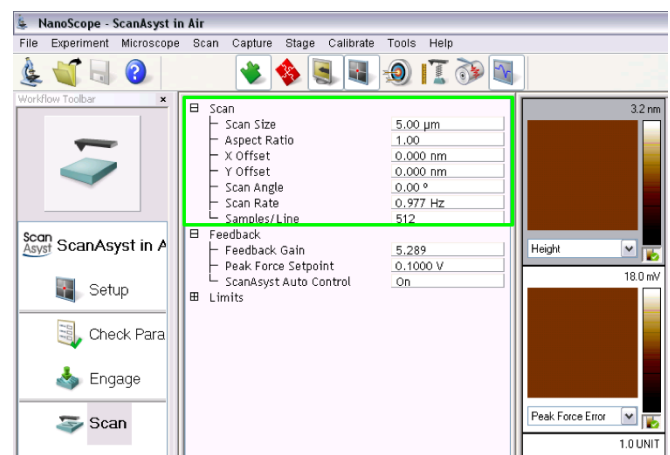 NanoScope - ScanAsyst in Air
File Experiment Microscope Scan Capture Stage Calibrate Tools Help
Workflow Toolbar x
Scan
Scan Size 5.00 µm
Aspect Ratio 1.00
X Offset 0.000 nm
Y Offset 0.000 nm
Scan Angle 0.00 º
Scan Rate 0.977 Hz
Samples/Line 512
Feedback
Feedback Gain 5.289
Peak Force Setpoint 0.1000 V
ScanAsyst Auto Control On
Limits
Scan Asyst ScanAsyst in A
Setup
Check Para
Engage
Scan
3.2 nm
Height
18.0 mV
Peak Force Error
1.0 UNIT